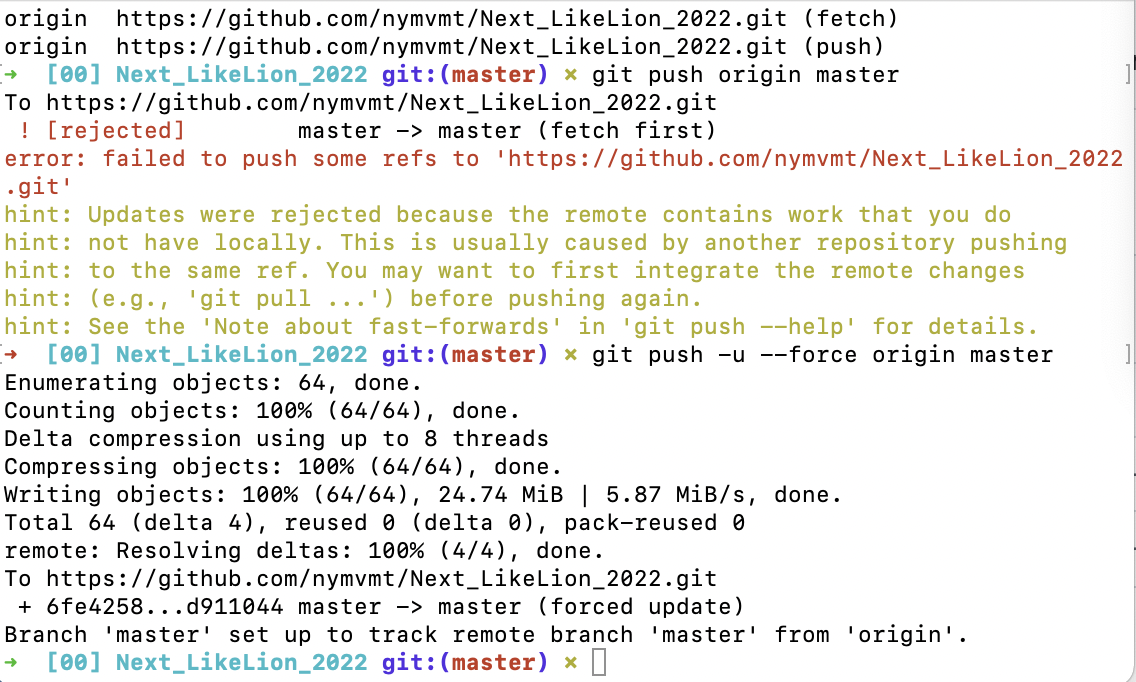 origin  https://github.com/nymvmt/Next_LikeLion_2022.git (fetch)
origin  https://github.com/nymvmt/Next_LikeLion_2022.git (push)
[➜  [00] Next_LikeLion_2022 git:(master) ✗ git push origin master ]
To https://github.com/nymvmt/Next_LikeLion_2022.git
 ! [rejected]        master -> master (fetch first)
error: failed to push some refs to 'https://github.com/nymvmt/Next_LikeLion_2022
.git'
hint: Updates were rejected because the remote contains work that you do
hint: not have locally. This is usually caused by another repository pushing
hint: to the same ref. You may want to first integrate the remote changes
hint: (e.g., 'git pull ...') before pushing again.
hint: See the 'Note about fast-forwards' in 'git push --help' for details.
[➜  [00] Next_LikeLion_2022 git:(master) ✗ git push -u --force origin master ]
Enumerating objects: 64, done.
Counting objects: 100% (64/64), done.
Delta compression using up to 8 threads
Compressing objects: 100% (64/64), done.
Writing objects: 100% (64/64), 24.74 MiB | 5.87 MiB/s, done.
Total 64 (delta 4), reused 0 (delta 0), pack-reused 0
remote: Resolving deltas: 100% (4/4), done.
To https://github.com/nymvmt/Next_LikeLion_2022.git
 + 6fe4258...d911044 master -> master (forced update)
Branch 'master' set up to track remote branch 'master' from 'origin'.
➜  [00] Next_LikeLion_2022 git:(master) ✗